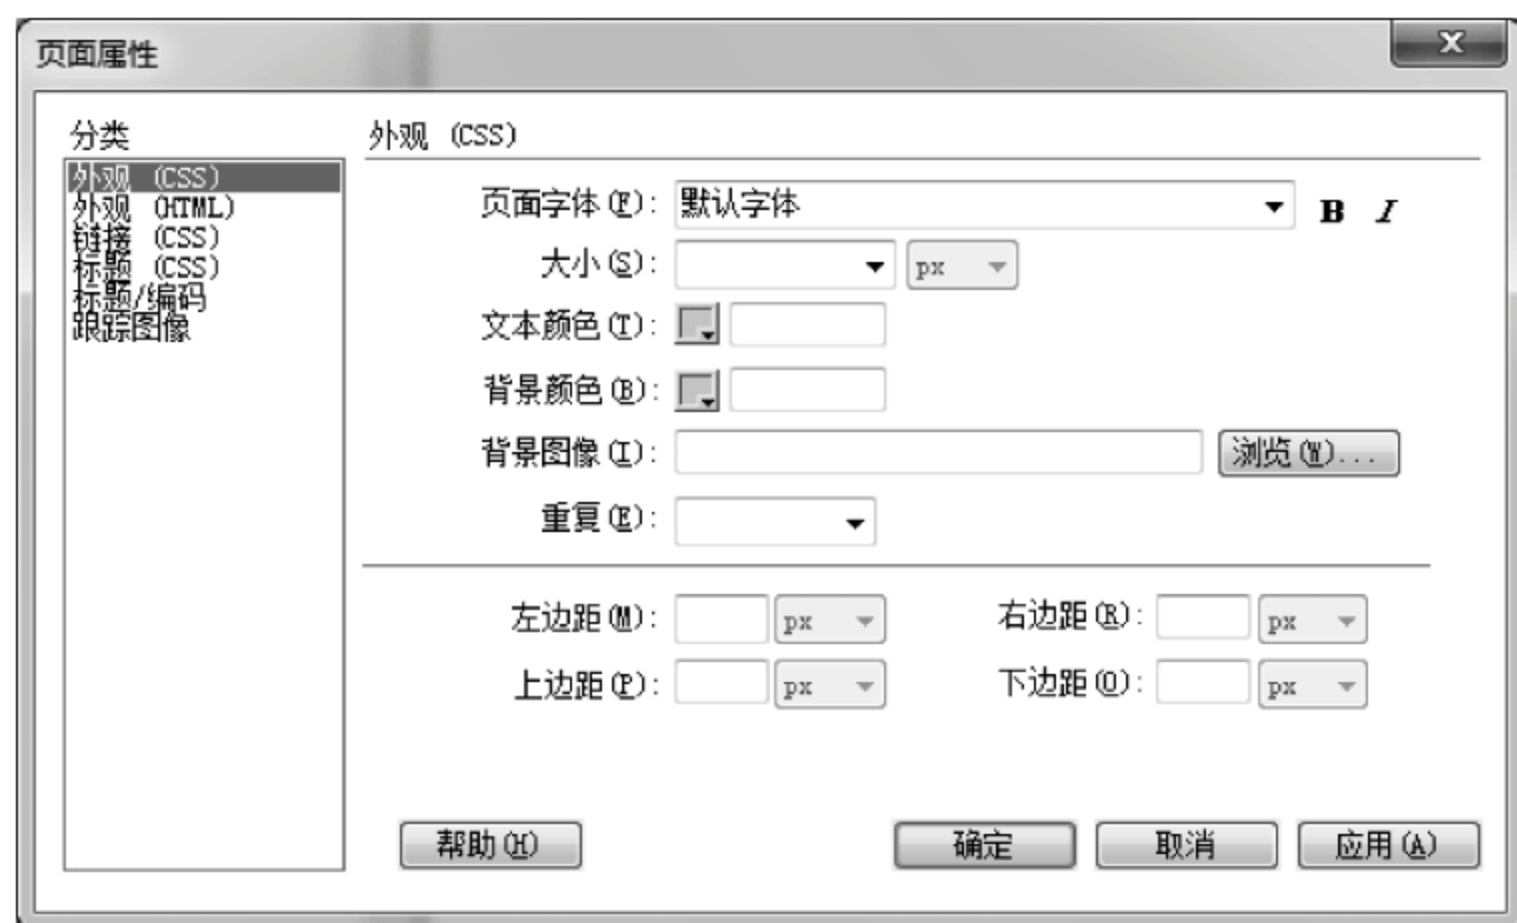 页面属性
分类
外观 (CSS)
外观 (HTML)
链接 (CSS)
标题 (CSS)
标题/编码
跟踪图像
外观 (CSS)
页面字体(F): 默认字体 B I
大小(S): px
文本颜色(T):
背景颜色(B):
背景图像(I): 浏览(W)...
重复(E):
左边距(M): px 右边距(R): px
上边距(P): px 下边距(O): px
帮助(H) 确定 取消 应用(A)